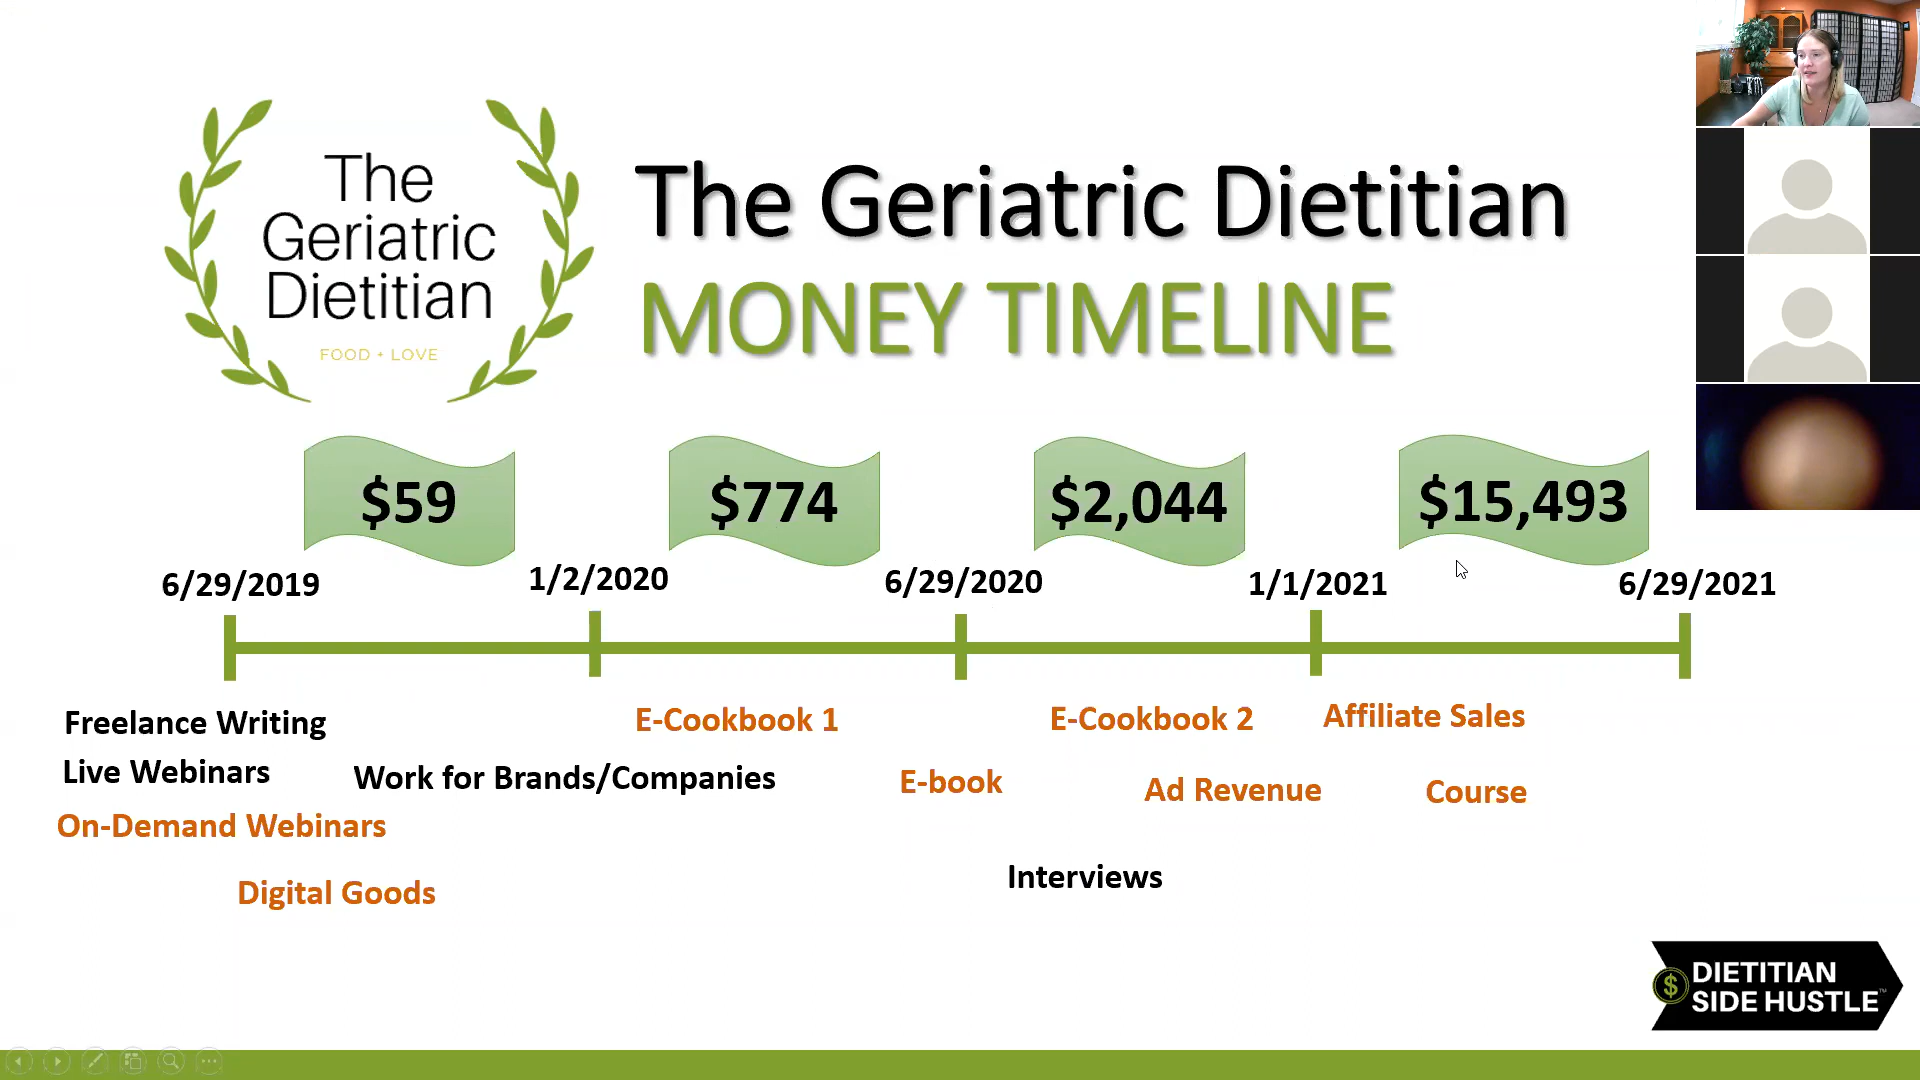 The
Geriatric
Dietitian
FOOD + LOVE
The Geriatric Dietitian
MONEY TIMELINE
$59
$774
$2,044
$15,493
6/29/2019
1/2/2020
6/29/2020
1/1/2021
6/29/2021
Freelance Writing
Live Webinars
On-Demand Webinars
Digital Goods
Work for Brands/Companies
E-Cookbook 1
E-book
Interviews
E-Cookbook 2
Ad Revenue
Affiliate Sales
Course
$
DIETITIAN
SIDE HUSTLE™